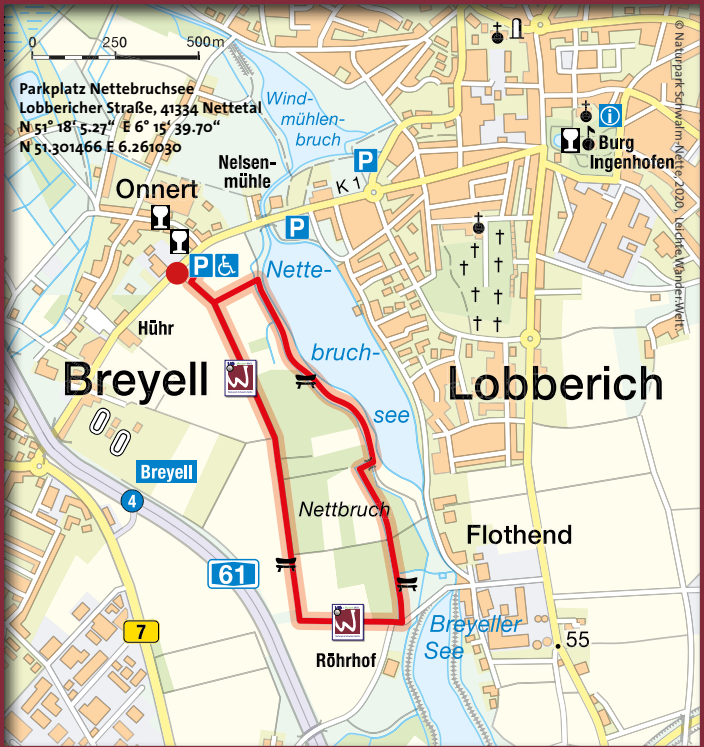 0 250 500m
Parkplatz Nettebruchsee
Lobbericher Straße, 41334 Nettetal
N 51° 18' 5.27“ E 6° 15' 39.70“
N 51.301466 E 6.261030
Wind-
mühlen-
bruch
Nelsen-
mühle
P
K 1
i
Burg
Ingenhofen
Onnert
P
P
Nette-
bruch-
see
Hühr
Breyell
Lobberich
Breyell
4
Nettbruch
Flothend
61
7
Röhrhof
Breyeller
See
55
© Naturpark Schwalm-Nette, 2020, Leichte.Wander.Welt.